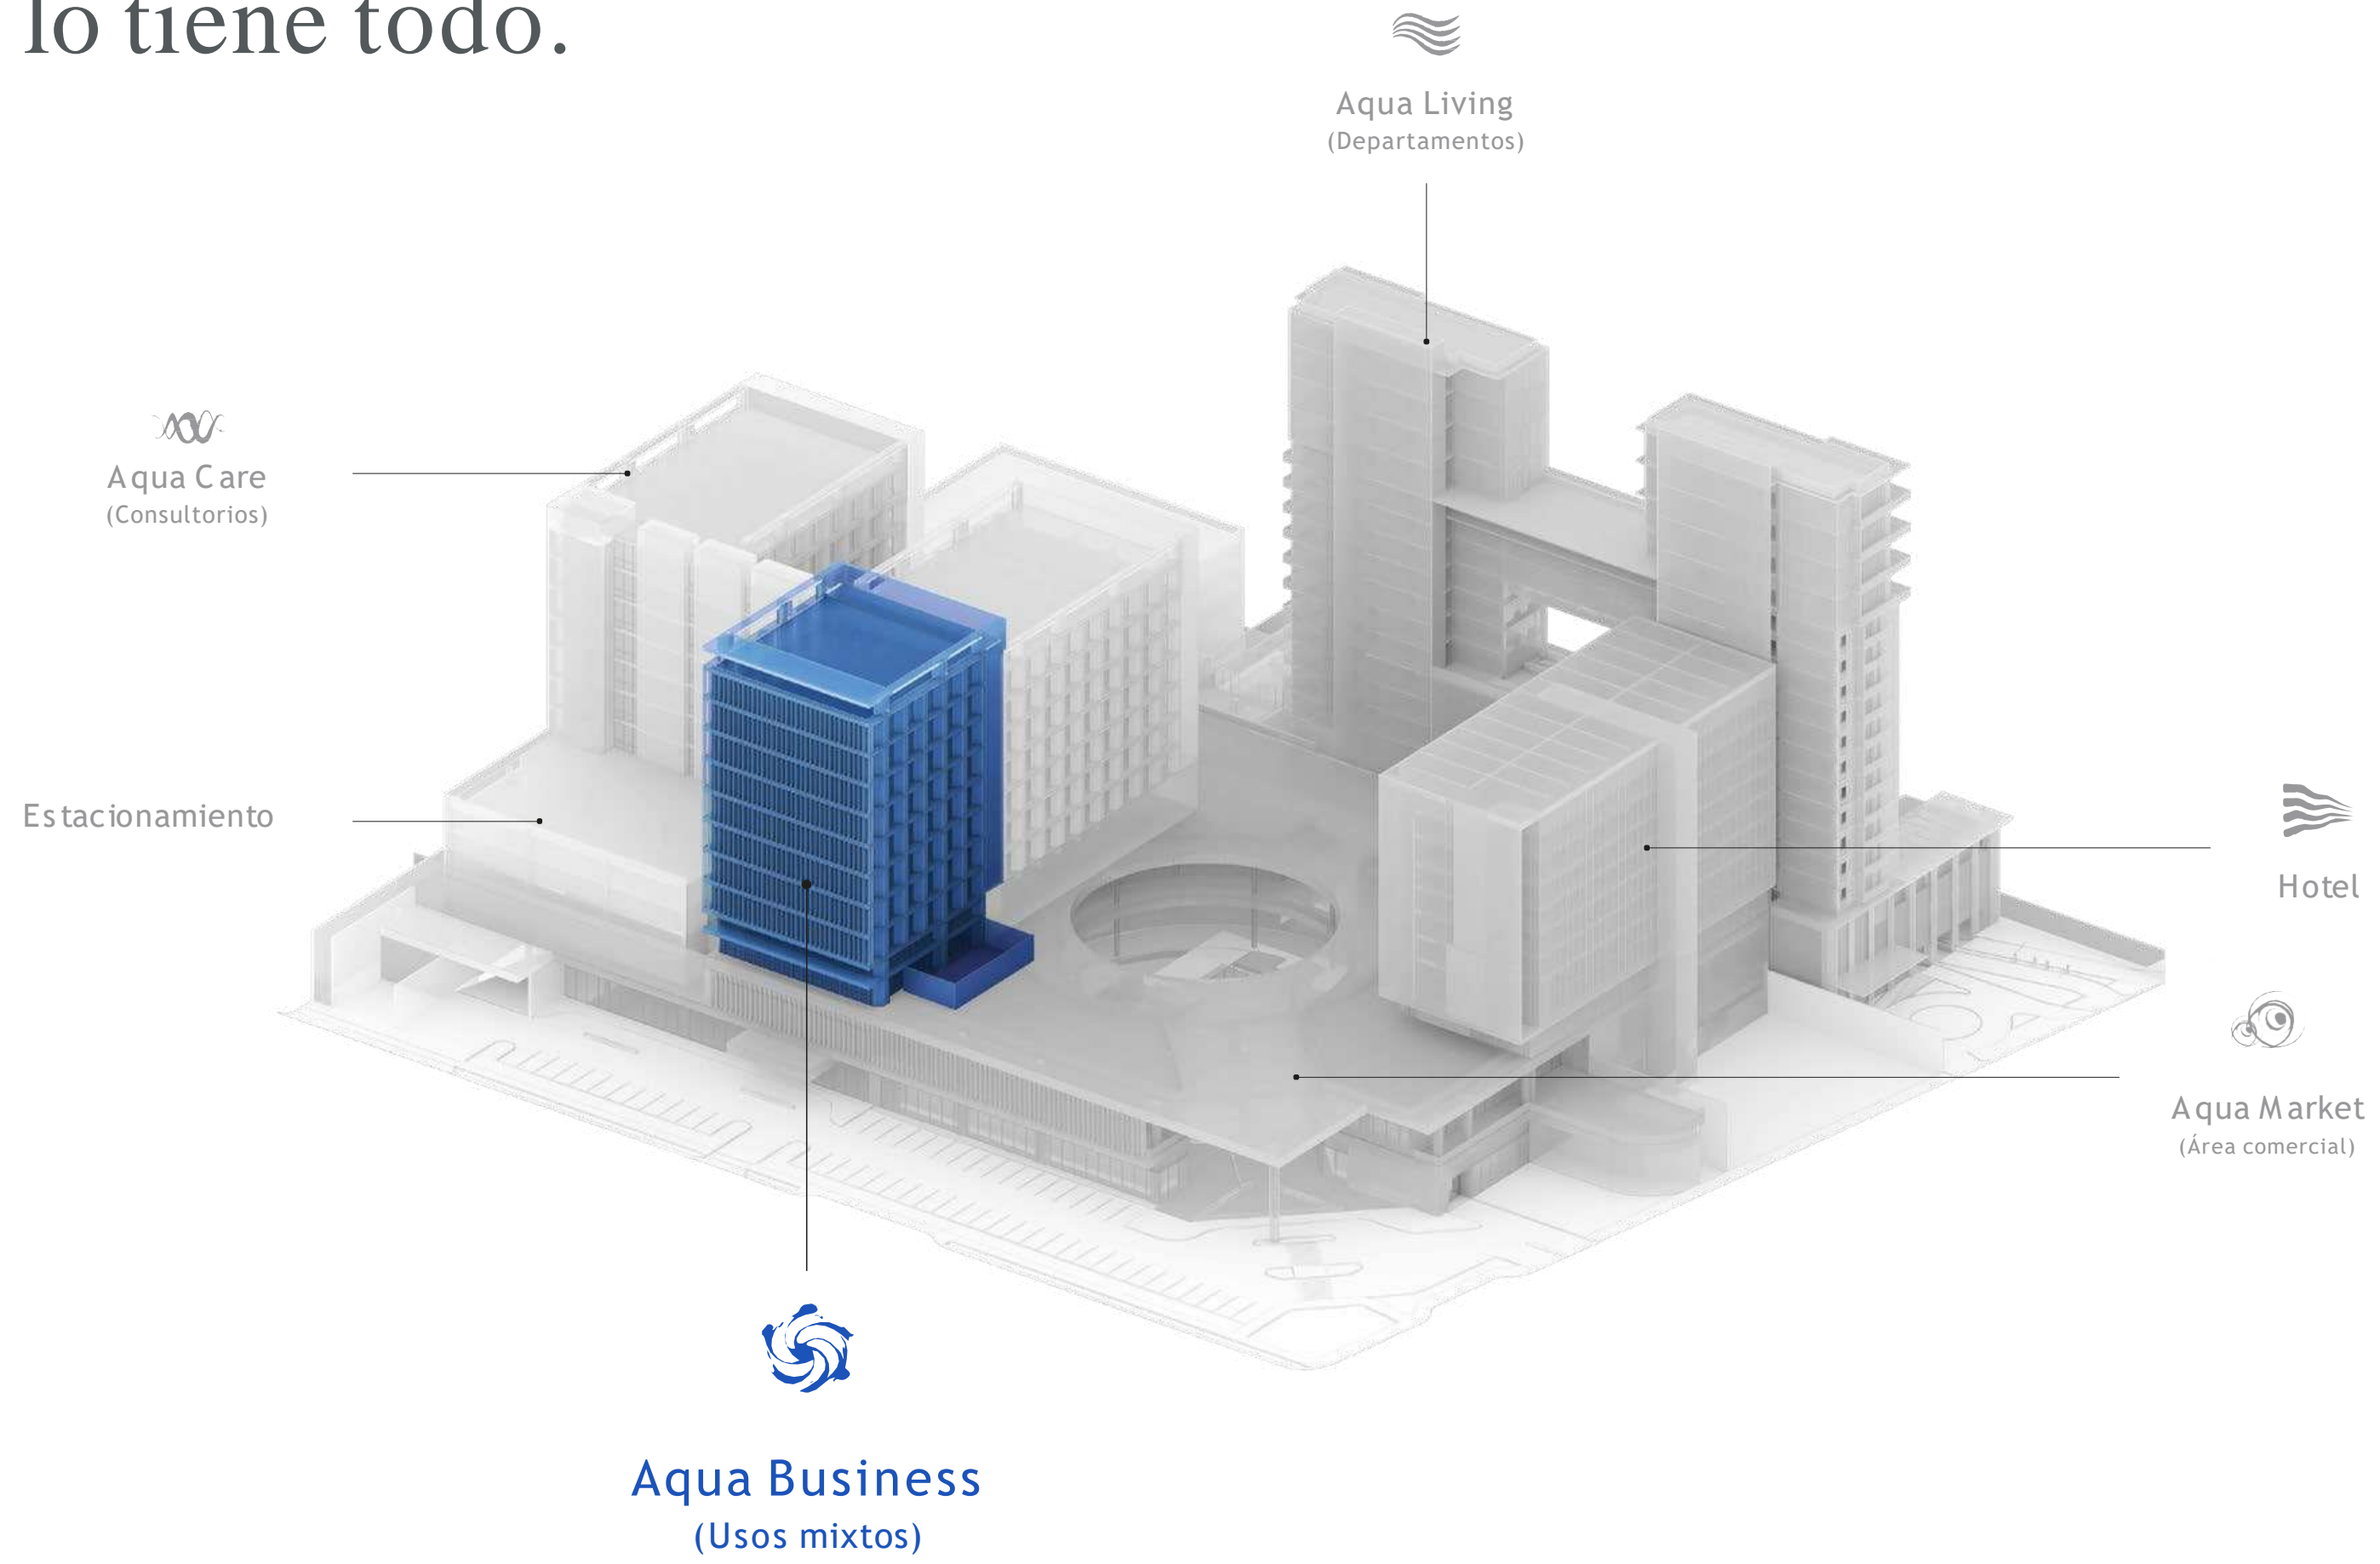 lo tiene todo.
Aqua Living
(Departamentos)
Aqua Care
(Consultorios)
Estacionamiento
Hotel
Aqua Market
(Área comercial)
Aqua Business
(Usos mixtos)